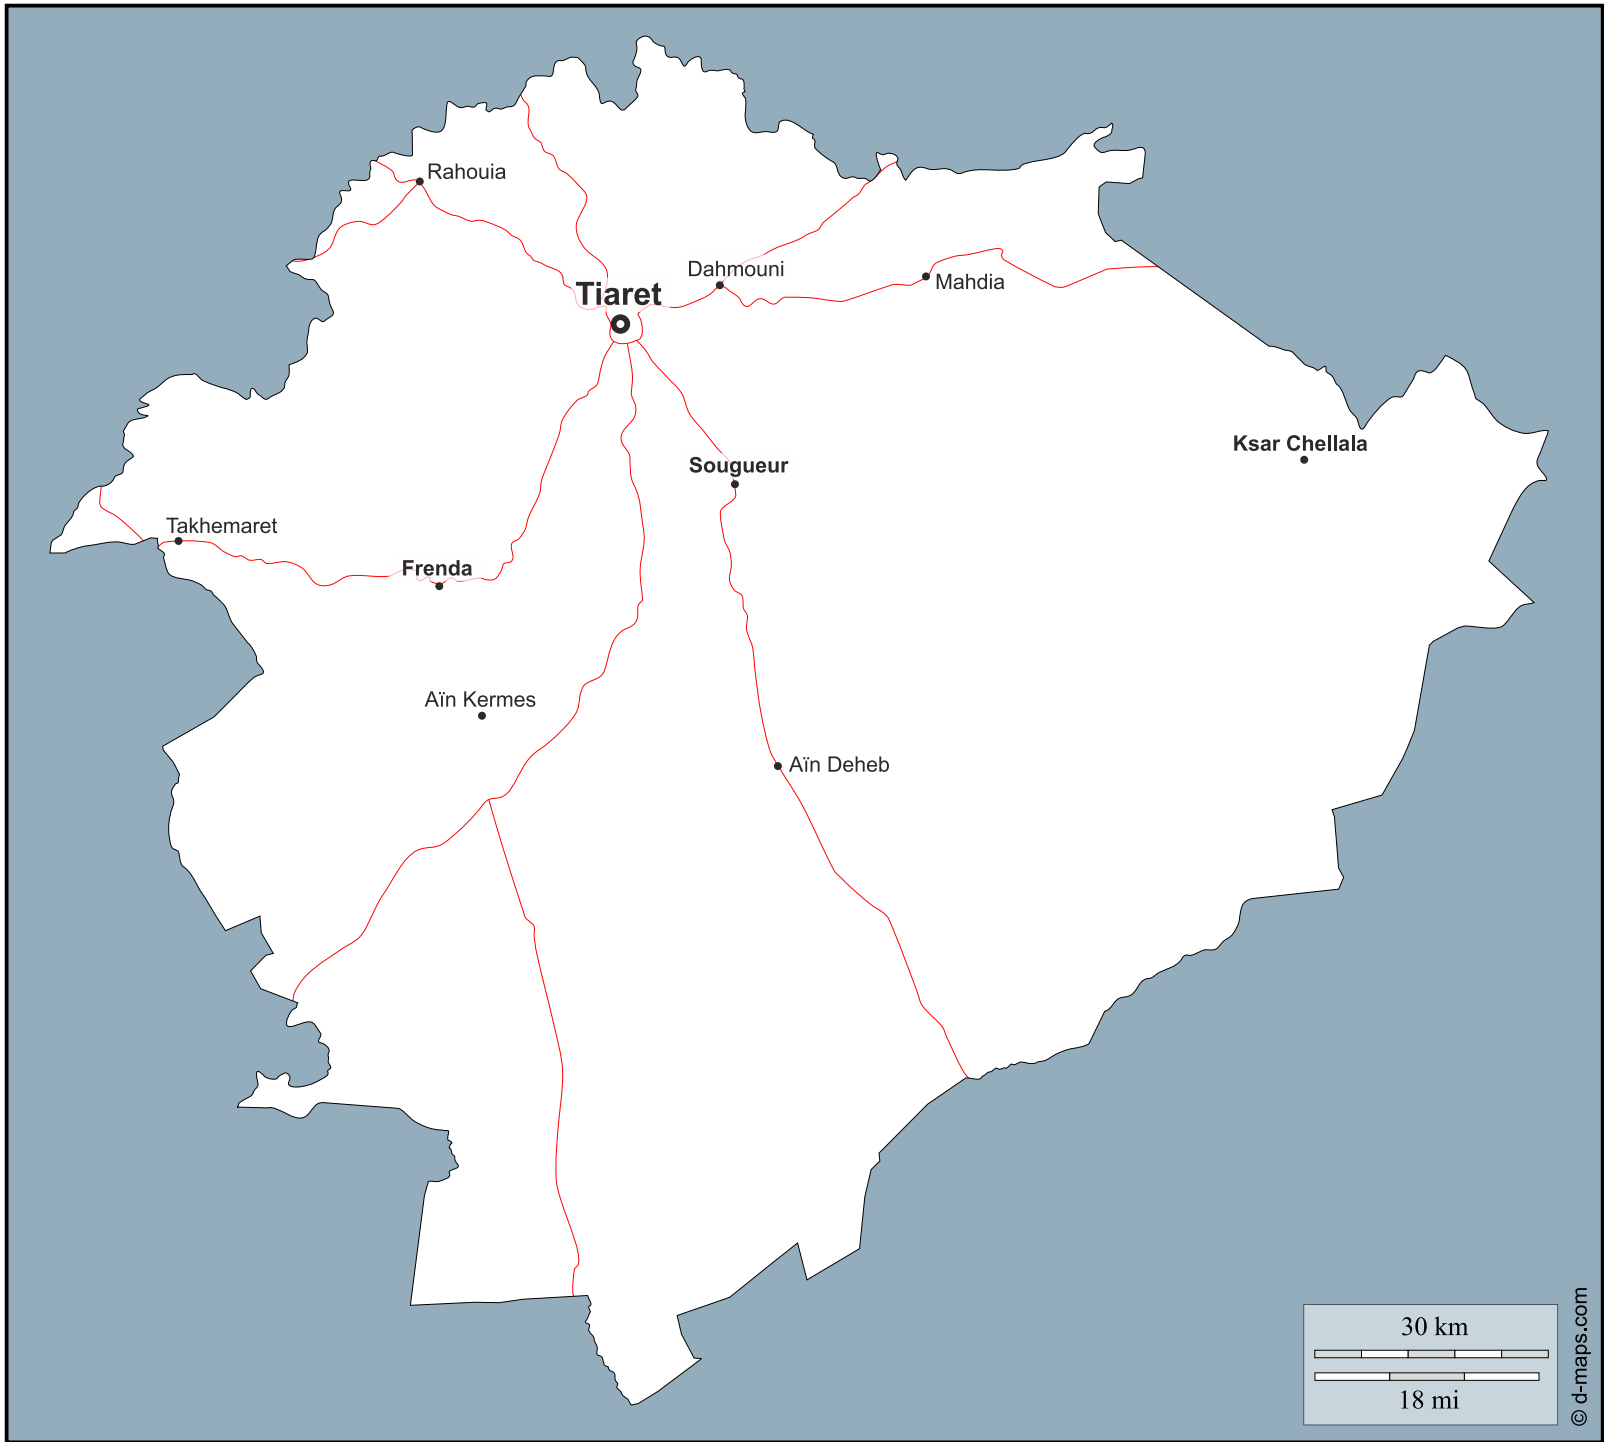 Rahouia
Dahmouni
Mahdia
Tiaret
Ksar Chellala
Sougueur
Takhemaret
Frenda
Aïn Kermes
Aïn Deheb
30 km
18 mi
© d-maps.com